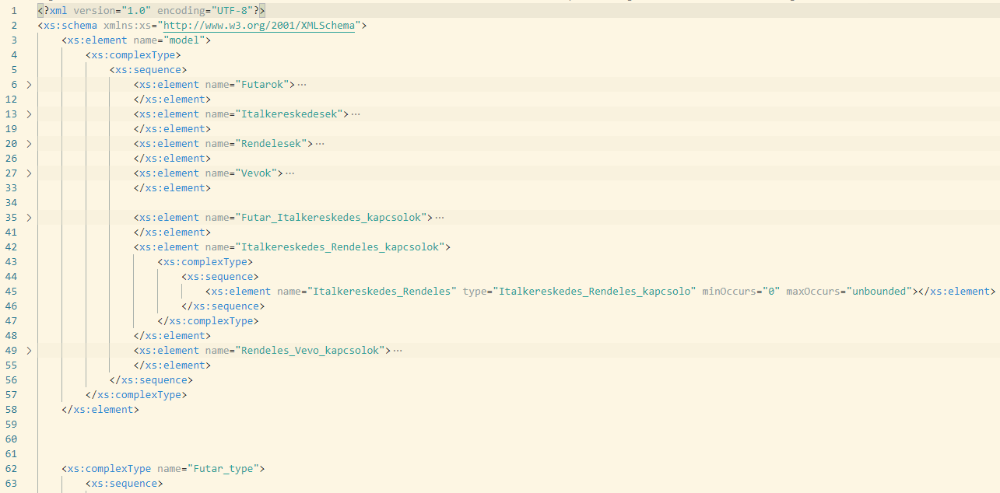 1 <?xml version="1.0" encoding="UTF-8"?>
2 <xs:schema xmlns:xs="http://www.w3.org/2001/XMLSchema">
3 <xs:element name="model">
4 <xs:complexType>
5 <xs:sequence>
6 > <xs:element name="Futarok">···
12 </xs:element>
13 > <xs:element name="Italkereskedesek">···
19 </xs:element>
20 > <xs:element name="Rendelesek">···
26 </xs:element>
27 > <xs:element name="Vevok">···
33 </xs:element>
34
35 > <xs:element name="Futar_Italkereskedes_kapcsolok">···
41 </xs:element>
42 <xs:element name="Italkereskedes_Rendeles_kapcsolok">
43 <xs:complexType>
44 <xs:sequence>
45 <xs:element name="Italkereskedes_Rendeles" type="Italkereskedes_Rendeles_kapcsolo" minOccurs="0" maxOccurs="unbounded"></xs:element>
46 </xs:sequence>
47 </xs:complexType>
48 </xs:element>
49 > <xs:element name="Rendeles_Vevo_kapcsolok">···
55 </xs:element>
56 </xs:sequence>
57 </xs:complexType>
58 </xs:element>
59
60
61
62 <xs:complexType name="Futar_type">
63 <xs:sequence>